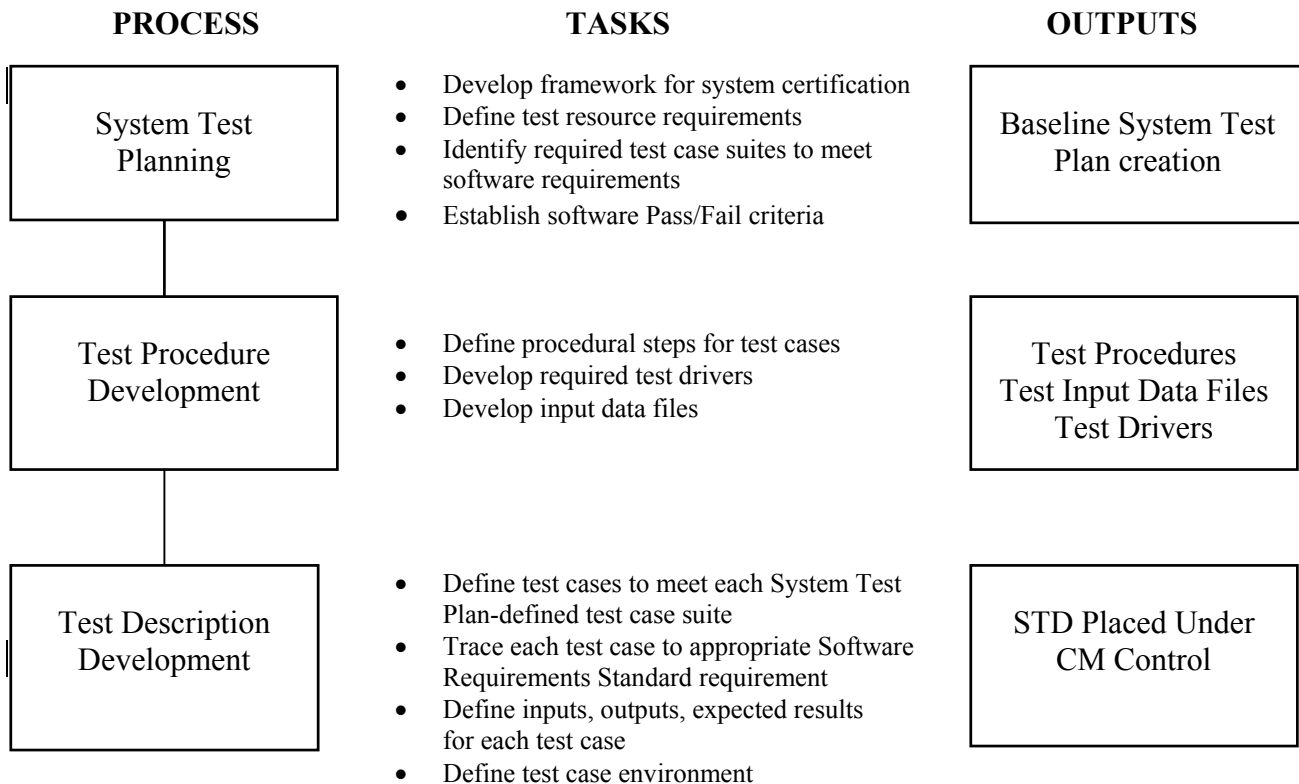 PROCESS
TASKS
OUTPUTS
System Test
Planning
• Develop framework for system certification
• Define test resource requirements
• Identify required test case suites to meet
software requirements
• Establish software Pass/Fail criteria
Baseline System Test
Plan creation
Test Procedure
Development
• Define procedural steps for test cases
• Develop required test drivers
• Develop input data files
Test Procedures
Test Input Data Files
Test Drivers
Test Description
Development
• Define test cases to meet each System Test
Plan-defined test case suite
• Trace each test case to appropriate Software
Requirements Standard requirement
• Define inputs, outputs, expected results
for each test case
• Define test case environment
STD Placed Under
CM Control